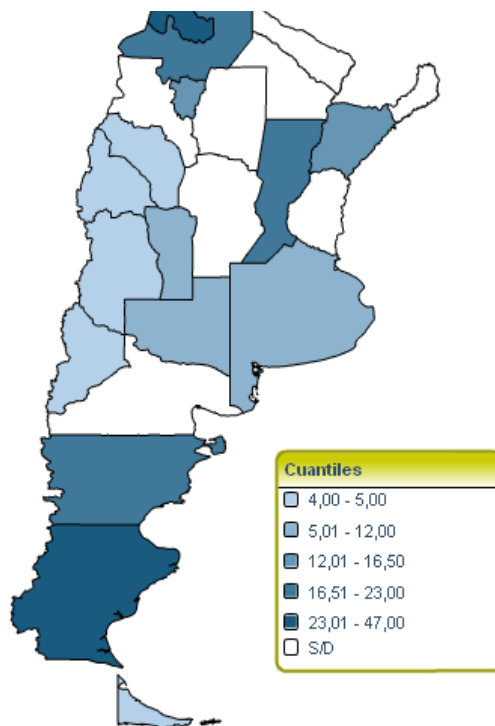 Cuantiles
4,00 - 5,00
5,01 - 12,00
12,01 - 16,50
16,51 - 23,00
23,01 - 47,00
S/D